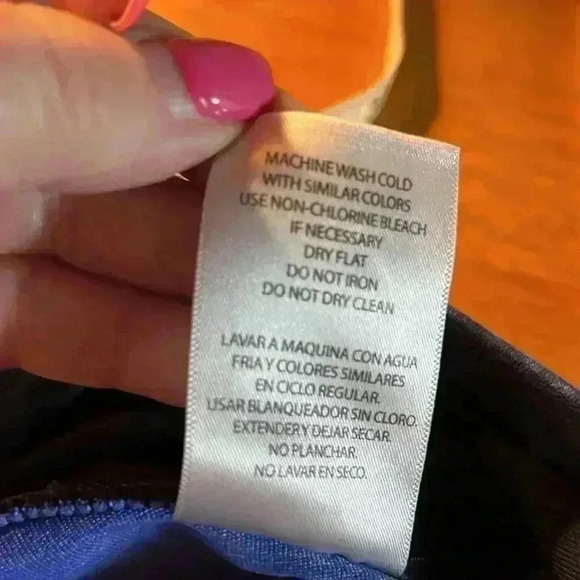 MACHINE WASH COLD
WITH SIMILAR COLORS
USE NON-CHLORINE BLEACH
IF NECESSARY
DRY FLAT
DO NOT IRON
DO NOT DRY CLEAN
LAVAR A MAQUINA CON AGUA
FRIA Y COLORES SIMILARES
EN CICLO REGULAR.
USAR BLANQUEADOR SIN CLORO.
EXTENDER Y DEJAR SECAR.
NO PLANCHAR.
NO LAVAR EN SECO.